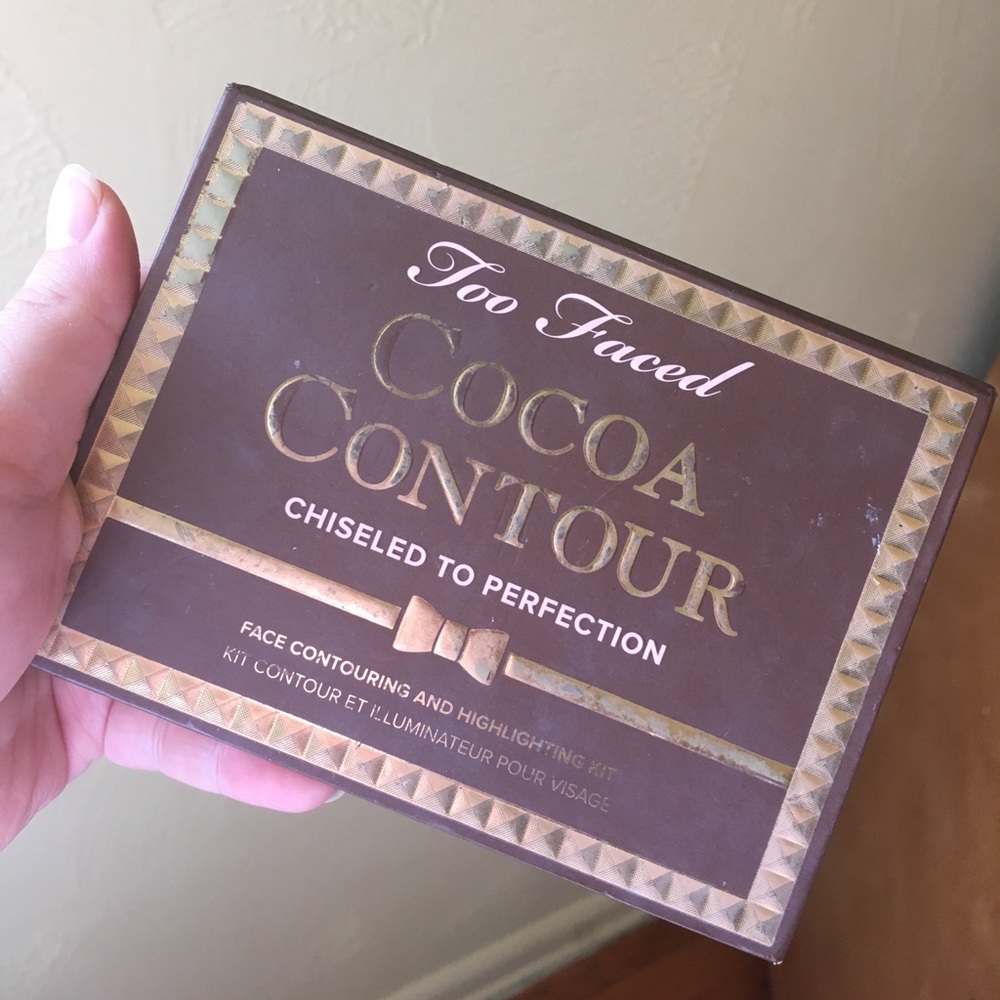 Too Faced
COCOA
CONTOUR
CHISELED TO PERFECTION
FACE CONTOURING AND HIGHLIGHTING KIT
KIT CONTOUR ET ILLUMINATEUR POUR VISAGE